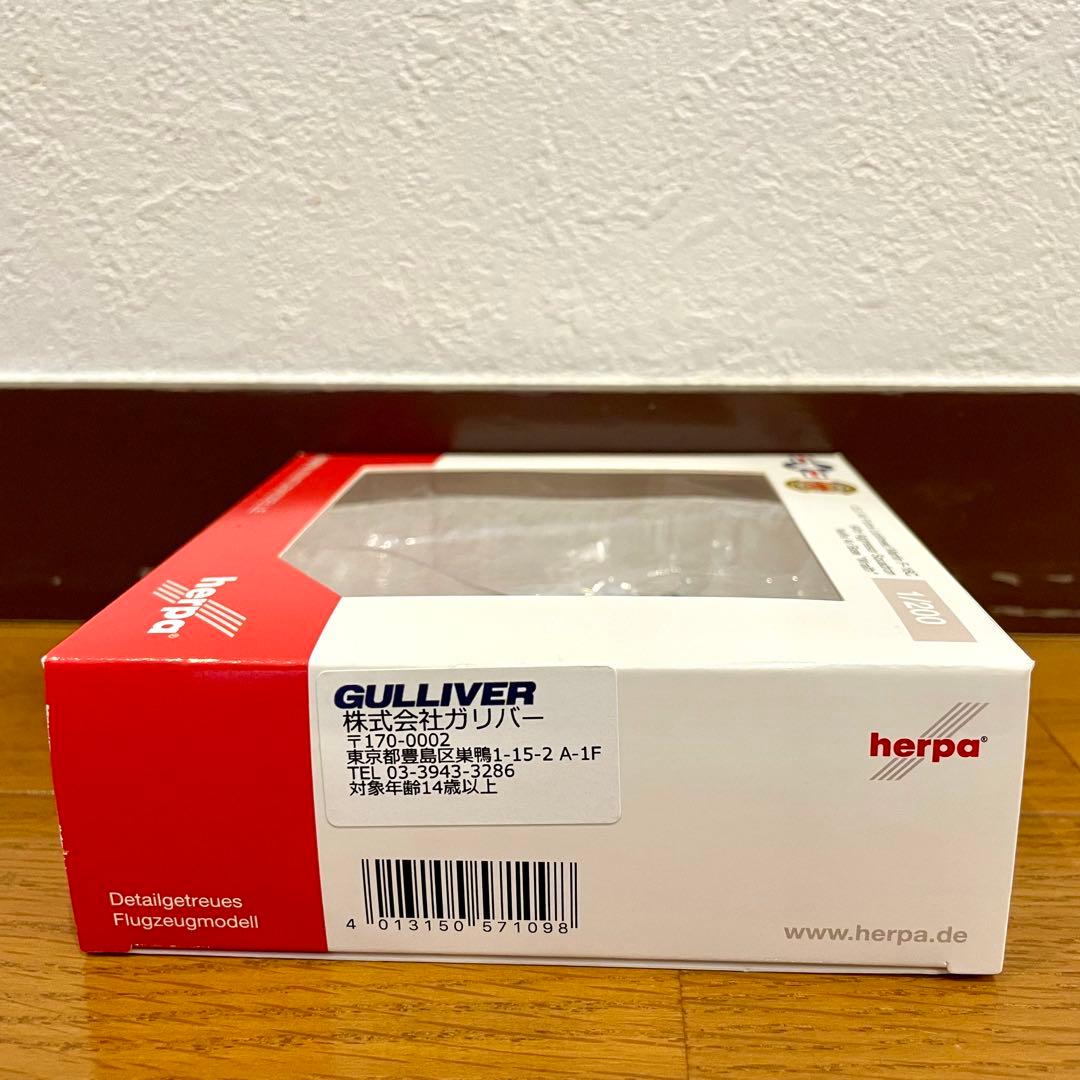 herpa®
1/200
GULLIVER
株式会社ガリバー
〒170-0002
東京都豊島区巣鴨1-15-2 A-1F
TEL 03-3943-3286
対象年齢14歳以上
herpa®
Detailgetreues
Flugzeugmodell
4 013150 571098
www.herpa.de